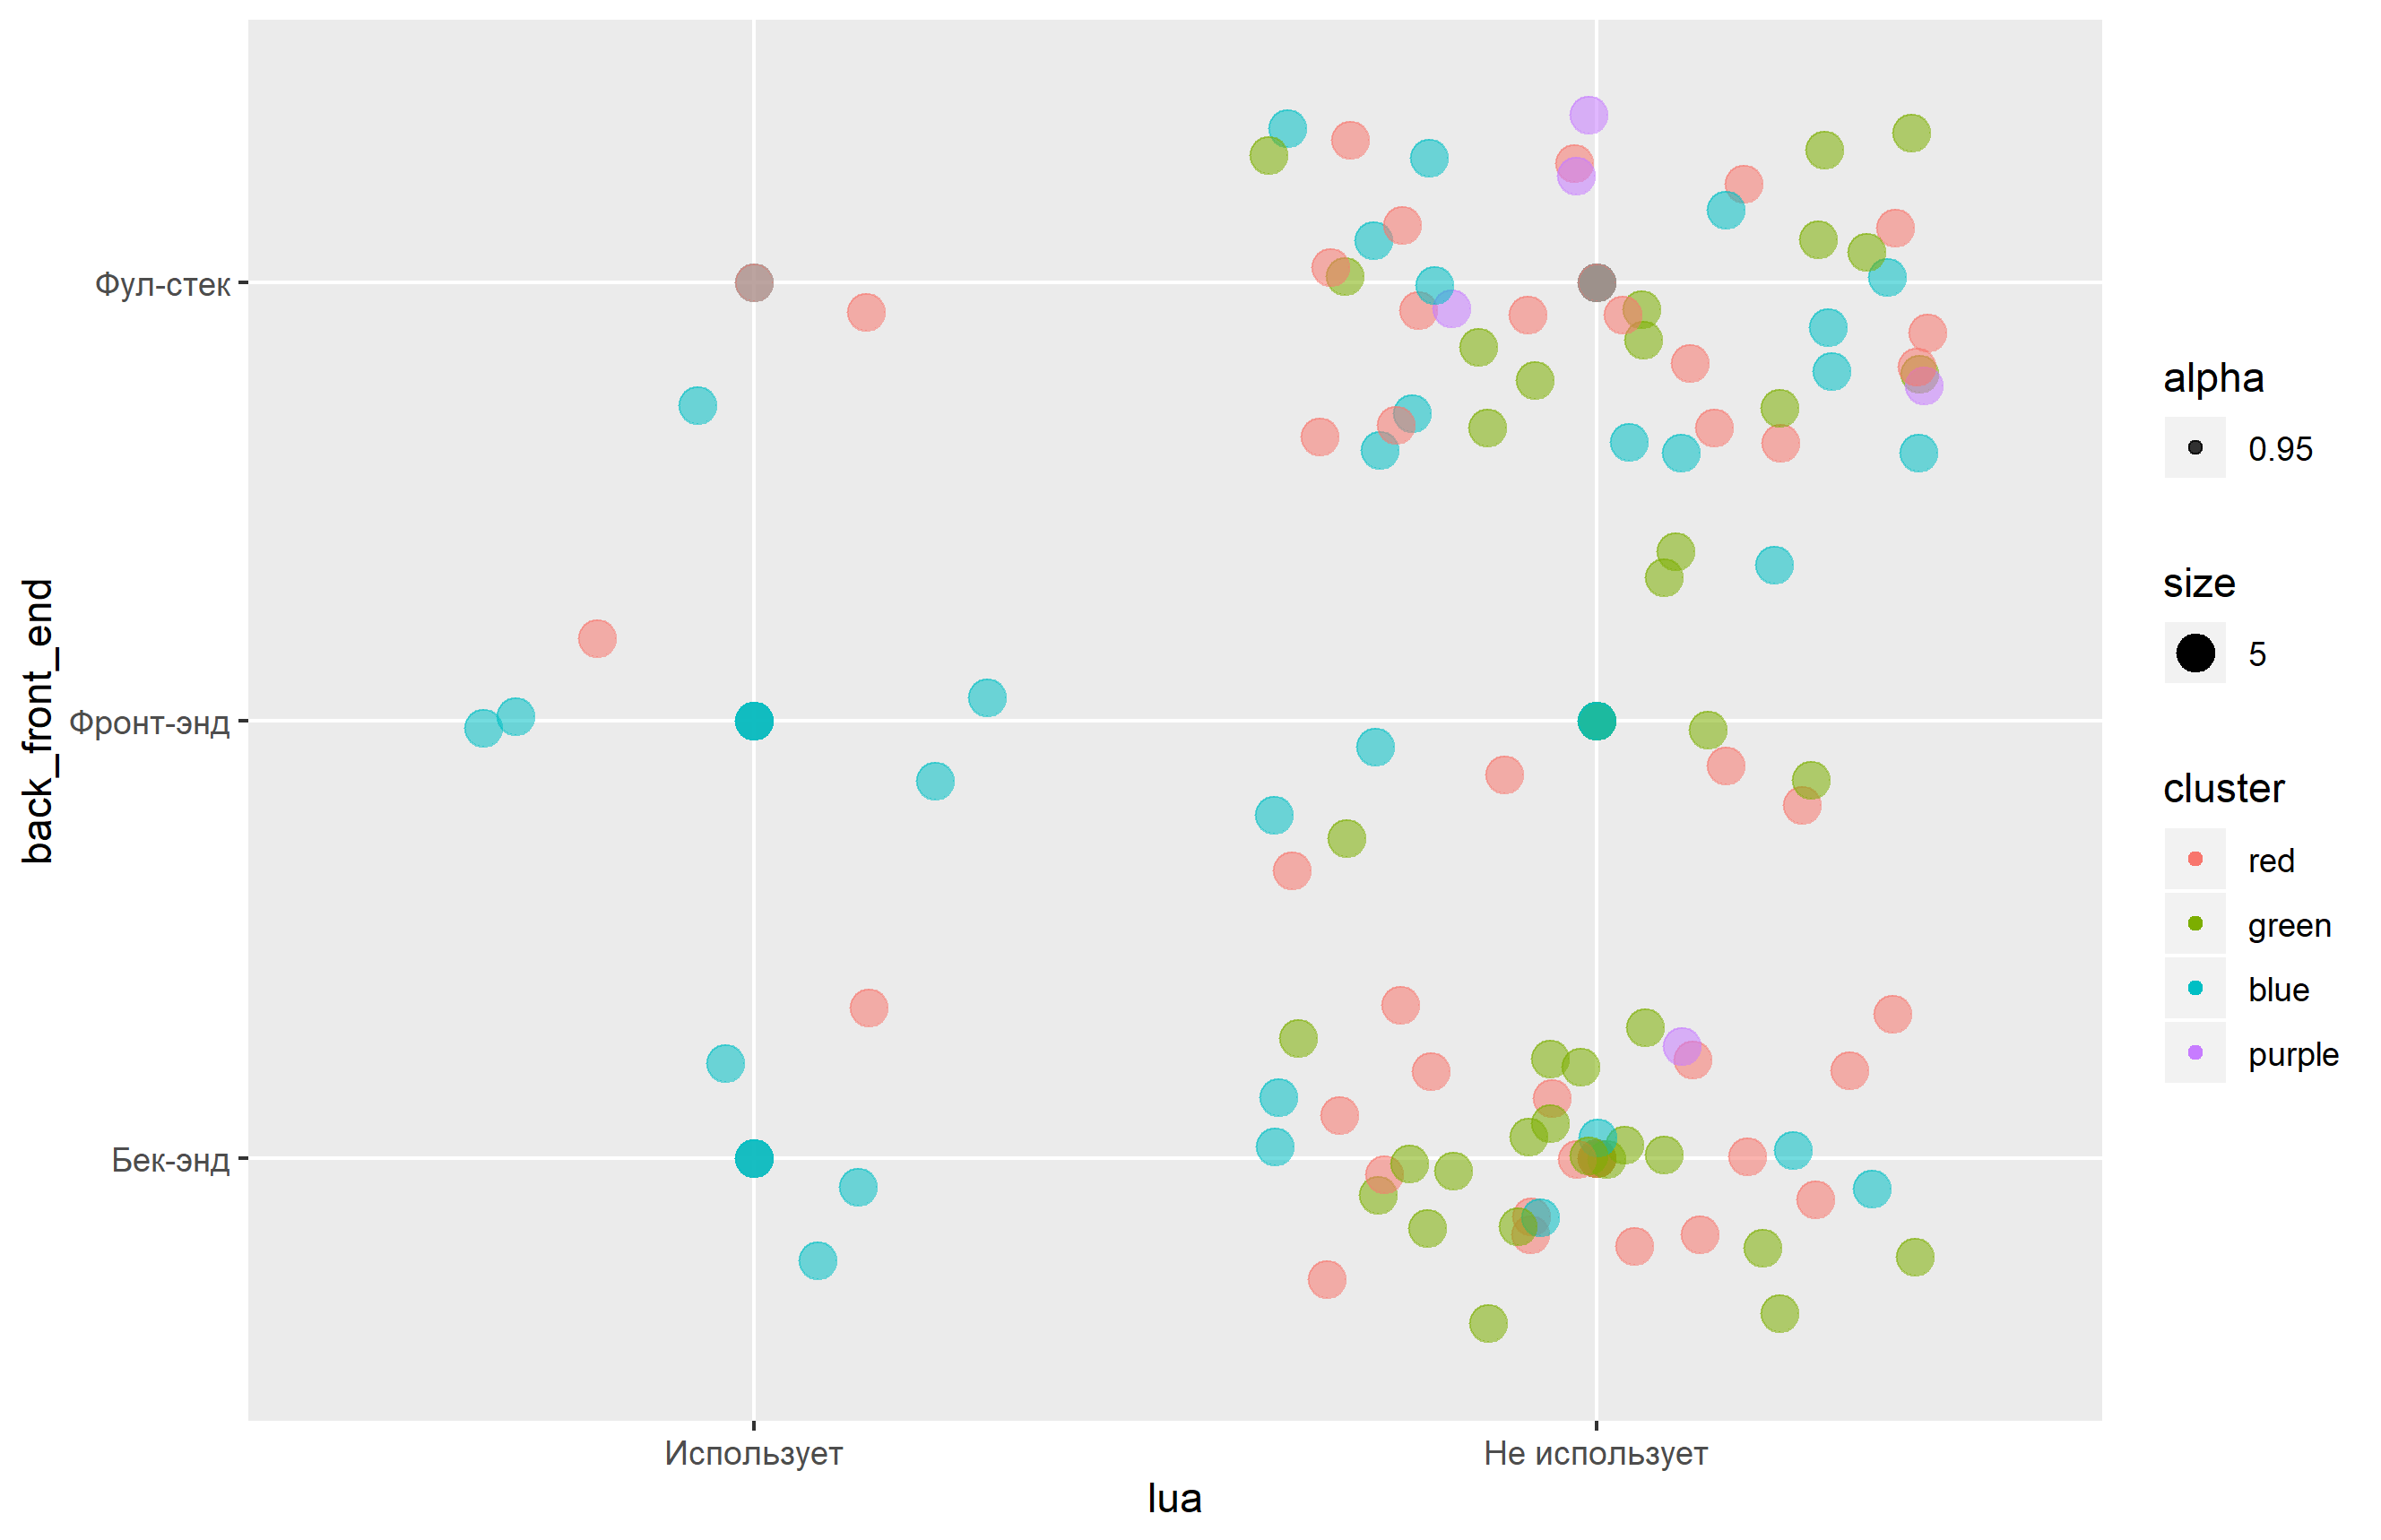 back_front_end
Фул-стек
Фронт-энд
Бек-энд
Использует
Не использует
lua
alpha
0.95
size
5
cluster
red
green
blue
purple